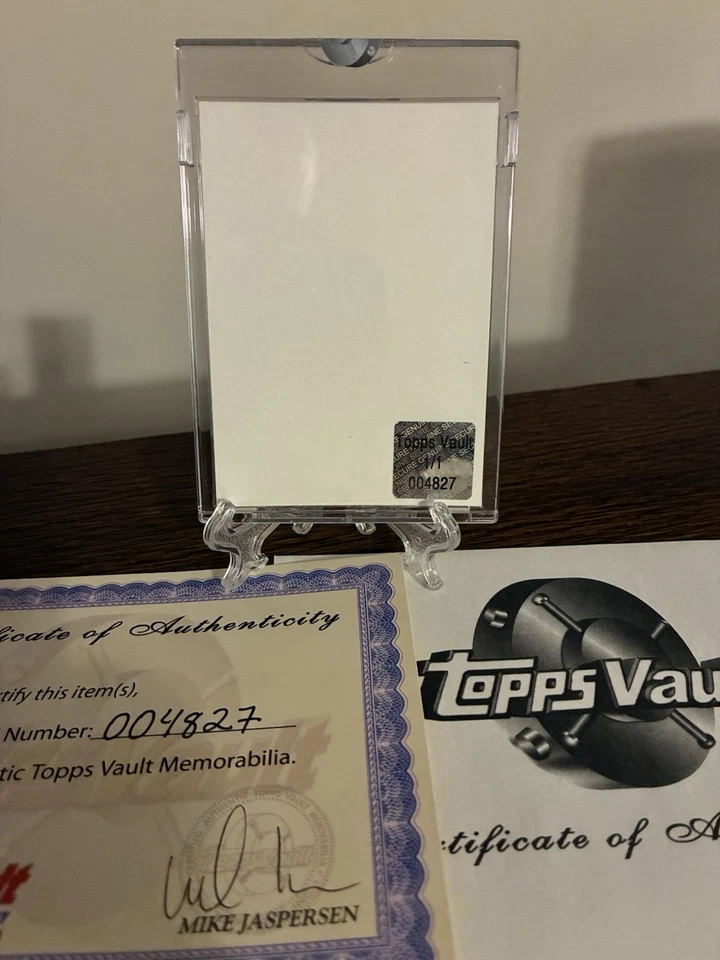 Topps Vault
1/1
004827
icate of Authenticity
tify this item(s),
Number: 004827
tic Topps Vault Memorabilia.
MIKE JASPERSEN
Topps Vau
tificate of A